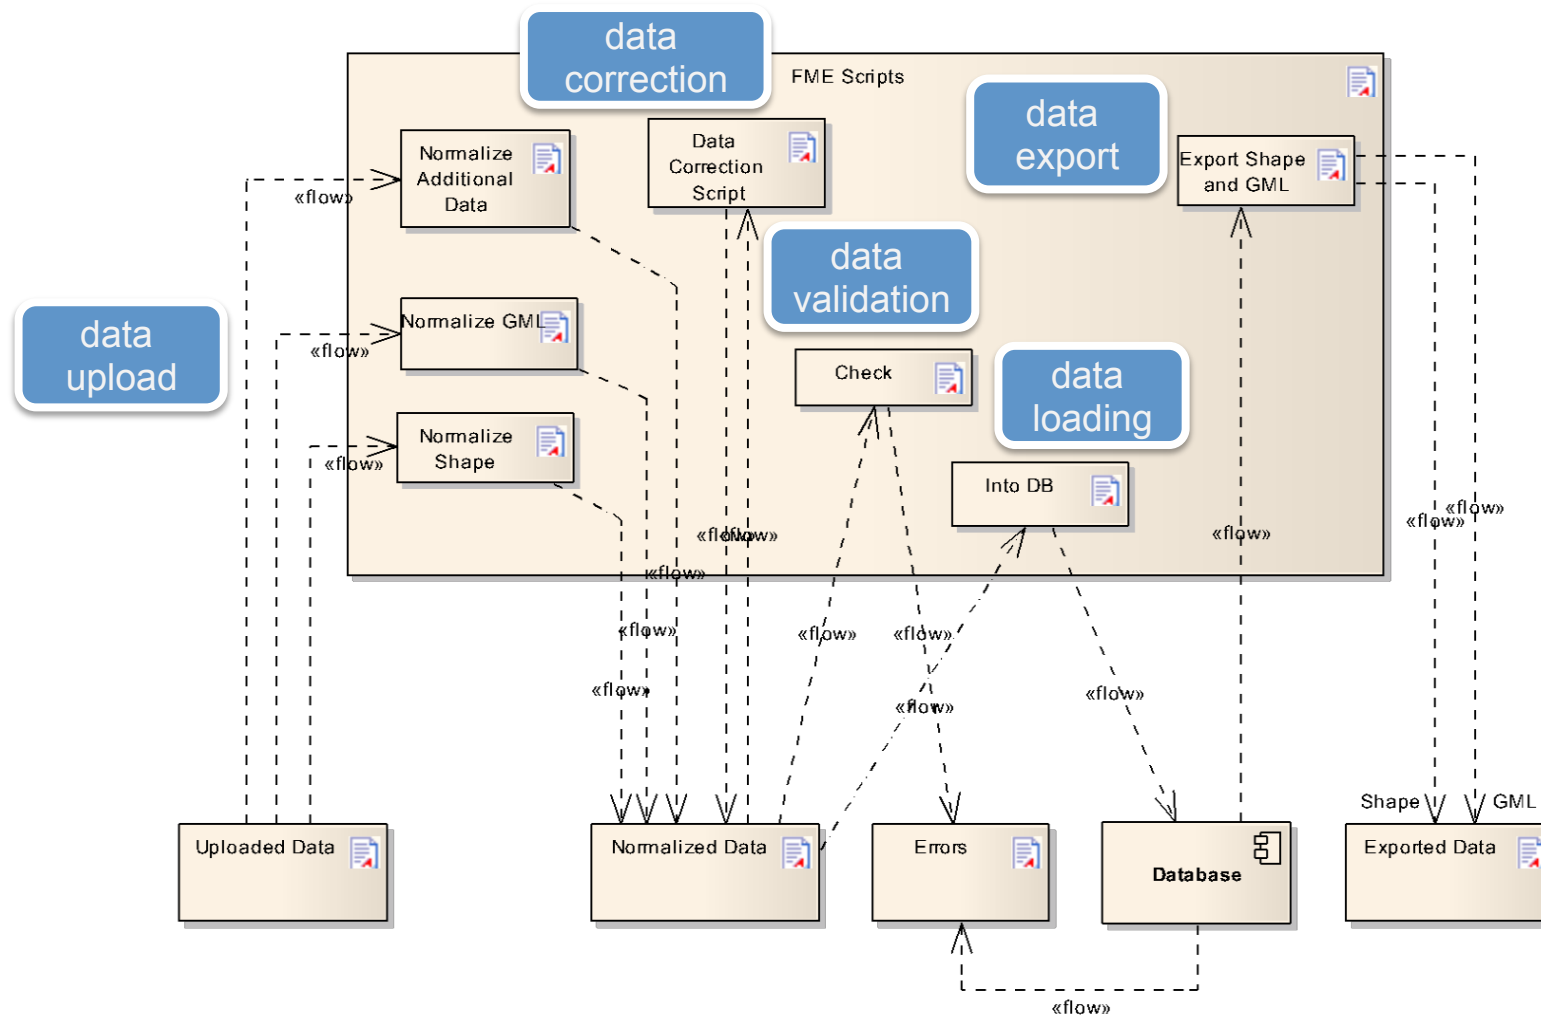 data
correction
FME Scripts
data
export
Normalize
Additional
Data
Data
Correction
Script
Export Shape
and GML
«flow»
data
validation
data
upload
Normalize GML
«flow»
Check
data
loading
Normalize
Shape
«flow»
Into DB
«flow»
«flow»
«flow»
«flow»
«flow»
«flow»
«flow»
«flow»
«flow»
«flow»
«flow»
«flow»
Shape
GML
Uploaded Data
Normalized Data
Errors
Database
Exported Data
«flow»